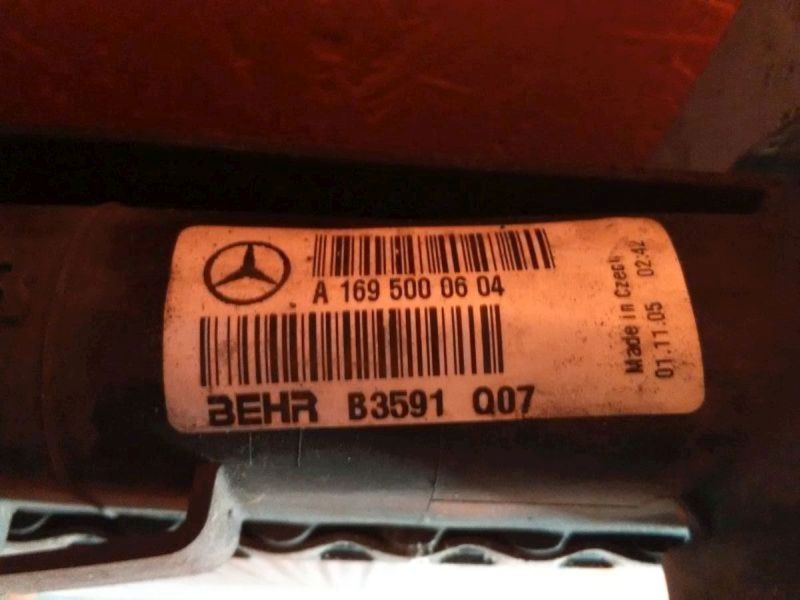 A 169 500 06 04
BEHR B3591 Q07
Made in Czech
01.11.05 02:42